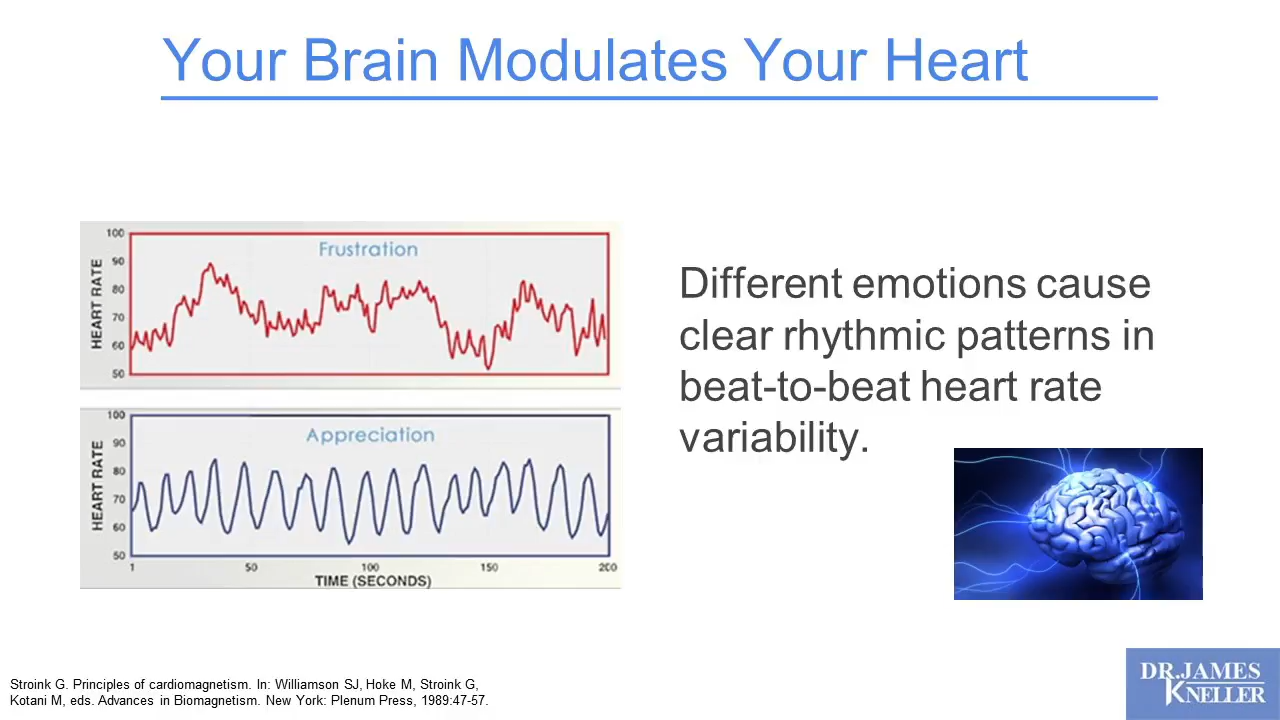 Your Brain Modulates Your Heart
100
90
80
70
60
50
HEART RATE
Frustration
100
90
80
70
60
50
HEART RATE
Appreciation
1 50 100 150 200
TIME (SECONDS)
Different emotions cause
clear rhythmic patterns in
beat-to-beat heart rate
variability.
Stroink G. Principles of cardiomagnetism. In: Williamson SJ, Hoke M, Stroink G,
Kotani M, eds. Advances in Biomagnetism. New York: Plenum Press, 1989:47-57.
DR.JAMES
KNELLER